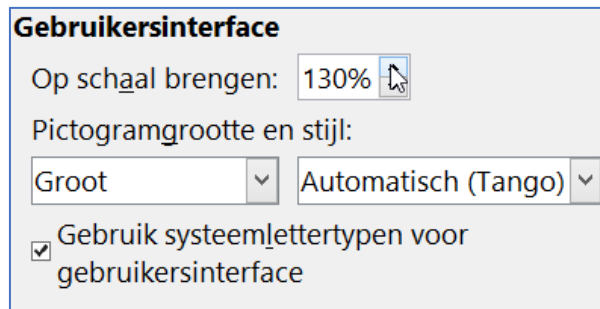 Gebruikersinterface
Op schaal brengen: 130%
Pictogramgrootte en stijl:
Groot Automatisch (Tango)
Gebruik systeemlettertypen voor
gebruikersinterface